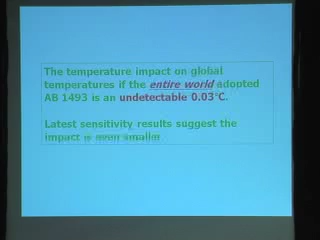 The temperature impact on global
temperatures if the entire world adopted
AB 1493 is an undetectable 0.03°C.
Latest sensitivity results suggest the
impact is even smaller.